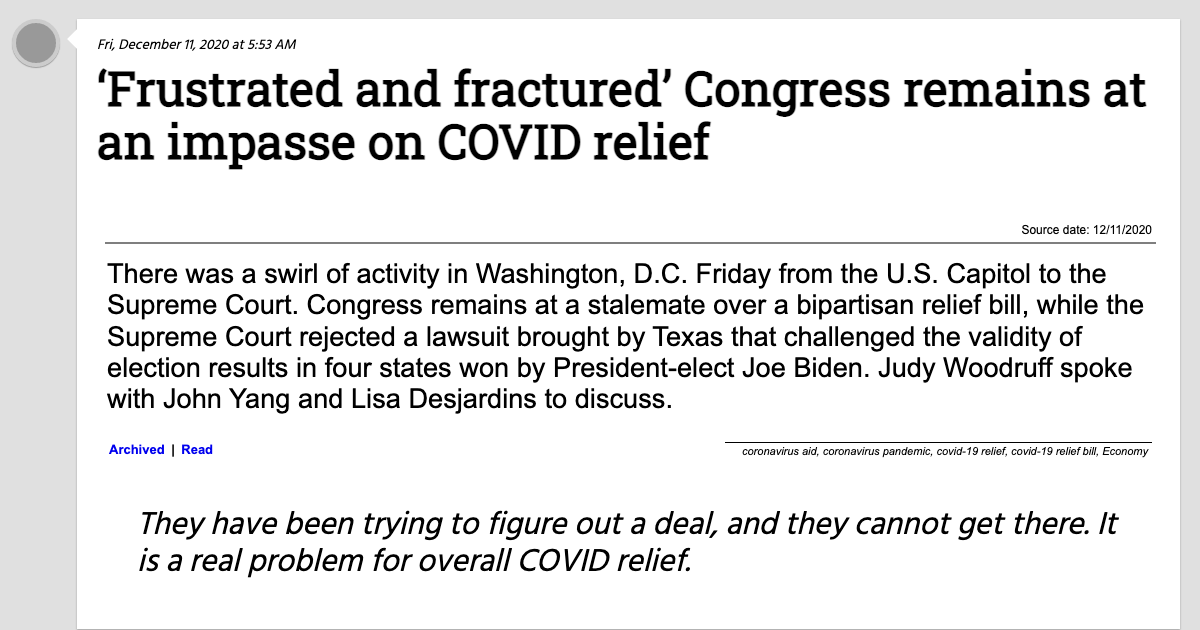 Fri, December 11, 2020 at 5:53 AM
‘Frustrated and fractured’ Congress remains at
an impasse on COVID relief
Source date: 12/11/2020
There was a swirl of activity in Washington, D.C. Friday from the U.S. Capitol to the
Supreme Court. Congress remains at a stalemate over a bipartisan relief bill, while the
Supreme Court rejected a lawsuit brought by Texas that challenged the validity of
election results in four states won by President-elect Joe Biden. Judy Woodruff spoke
with John Yang and Lisa Desjardins to discuss.
Archived | Read
coronavirus aid, coronavirus pandemic, covid-19 relief, covid-19 relief bill, Economy
They have been trying to figure out a deal, and they cannot get there. It
is a real problem for overall COVID relief.